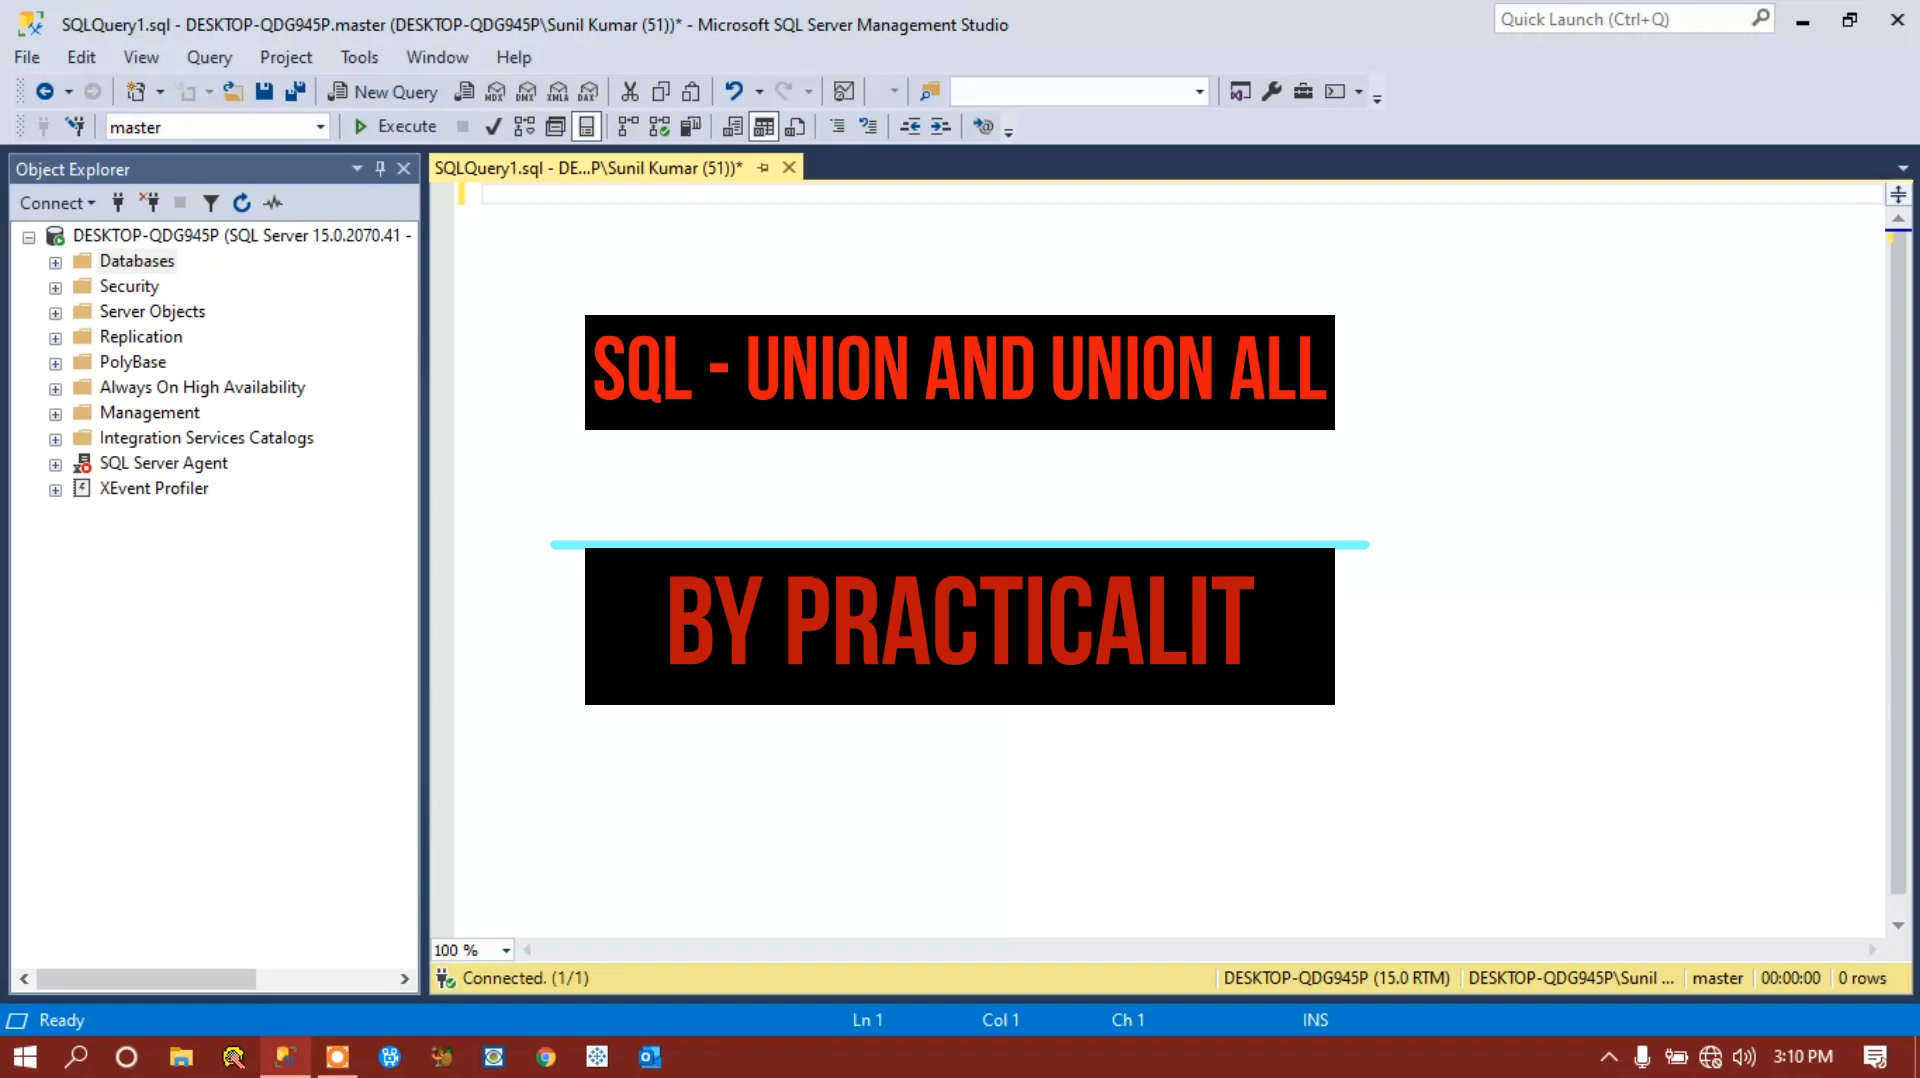 SQLQuery1.sql - DESKTOP-QDG945P.master (DESKTOP-QDG945P\Sunil Kumar (51))* - Microsoft SQL Server Management Studio
Quick Launch (Ctrl+Q)
File Edit View Query Project Tools Window Help
New Query MDX DMX XMLA DAX
master Execute
Object Explorer
SQLQuery1.sql - DE...P\Sunil Kumar (51))*
Connect
DESKTOP-QDG945P (SQL Server 15.0.2070.41 -
Databases
Security
Server Objects
Replication
PolyBase
Always On High Availability
Management
Integration Services Catalogs
SQL Server Agent
XEvent Profiler
SQL - UNION AND UNION ALL
BY PRACTICALIT
100 %
Connected. (1/1)
DESKTOP-QDG945P (15.0 RTM) DESKTOP-QDG945P\Sunil ... master 00:00:00 0 rows
Ready Ln 1 Col 1 Ch 1 INS
3:10 PM